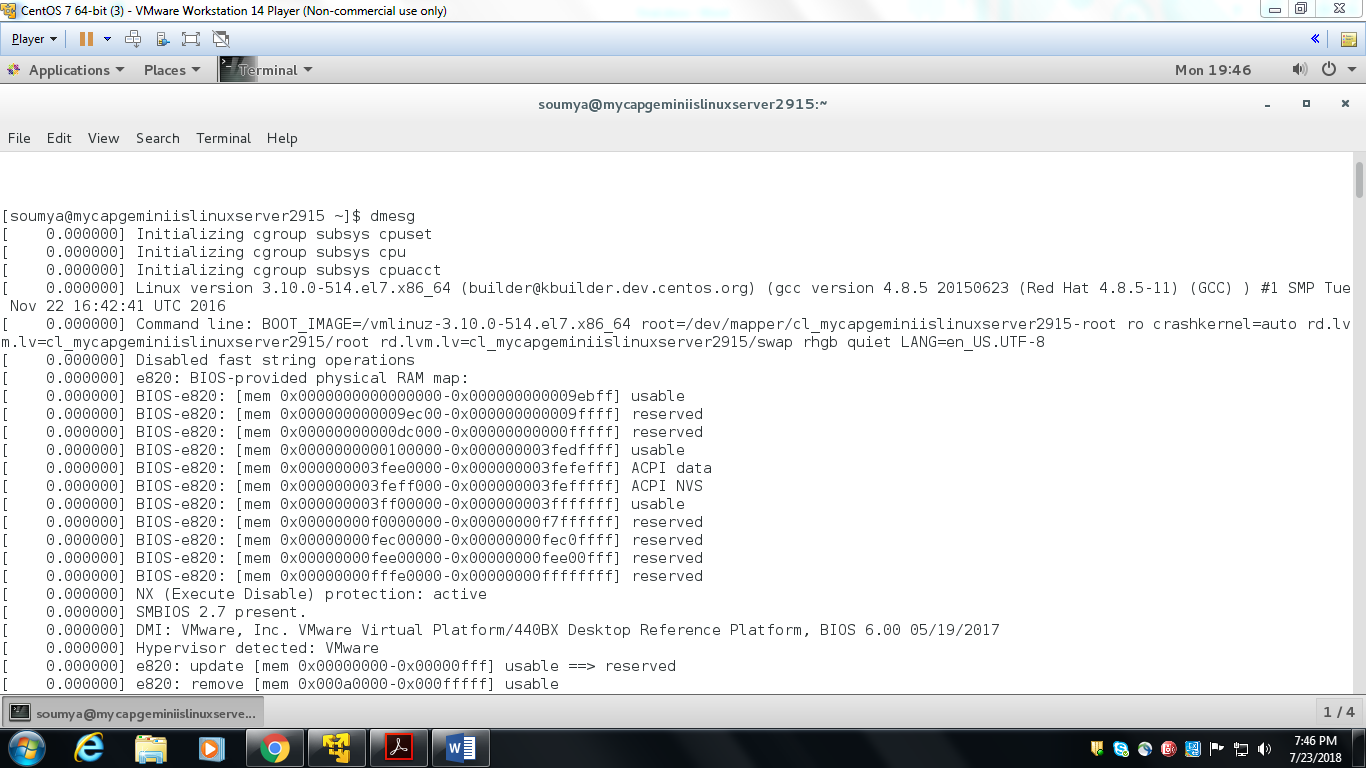 CentOS 7 64-bit (3) - VMware Workstation 14 Player (Non-commercial use only)
Player
Applications Places Terminal Mon 19:46
soumya@mycapgeminiislinuxserver2915:~
File Edit View Search Terminal Help
[soumya@mycapgeminiislinuxserver2915 ~]$ dmesg
[    0.000000] Initializing cgroup subsys cpuset
[    0.000000] Initializing cgroup subsys cpu
[    0.000000] Initializing cgroup subsys cpuacct
[    0.000000] Linux version 3.10.0-514.el7.x86_64 (builder@kbuilder.dev.centos.org) (gcc version 4.8.5 20150623 (Red Hat 4.8.5-11) (GCC) ) #1 SMP Tue
 Nov 22 16:42:41 UTC 2016
[    0.000000] Command line: BOOT_IMAGE=/vmlinuz-3.10.0-514.el7.x86_64 root=/dev/mapper/cl_mycapgeminiislinuxserver2915-root ro crashkernel=auto rd.lv
m.lv=cl_mycapgeminiislinuxserver2915/root rd.lvm.lv=cl_mycapgeminiislinuxserver2915/swap rhgb quiet LANG=en_US.UTF-8
[    0.000000] Disabled fast string operations
[    0.000000] e820: BIOS-provided physical RAM map:
[    0.000000] BIOS-e820: [mem 0x0000000000000000-0x000000000009ebff] usable
[    0.000000] BIOS-e820: [mem 0x000000000009ec00-0x000000000009ffff] reserved
[    0.000000] BIOS-e820: [mem 0x00000000000dc000-0x00000000000fffff] reserved
[    0.000000] BIOS-e820: [mem 0x0000000000100000-0x000000003fedffff] usable
[    0.000000] BIOS-e820: [mem 0x000000003fee0000-0x000000003fefefff] ACPI data
[    0.000000] BIOS-e820: [mem 0x000000003feff000-0x000000003fefffff] ACPI NVS
[    0.000000] BIOS-e820: [mem 0x000000003ff00000-0x000000003fffffff] usable
[    0.000000] BIOS-e820: [mem 0x00000000f0000000-0x00000000f7ffffff] reserved
[    0.000000] BIOS-e820: [mem 0x00000000fec00000-0x00000000fec0ffff] reserved
[    0.000000] BIOS-e820: [mem 0x00000000fee00000-0x00000000fee00fff] reserved
[    0.000000] BIOS-e820: [mem 0x00000000fffe0000-0x00000000ffffffff] reserved
[    0.000000] NX (Execute Disable) protection: active
[    0.000000] SMBIOS 2.7 present.
[    0.000000] DMI: VMware, Inc. VMware Virtual Platform/440BX Desktop Reference Platform, BIOS 6.00 05/19/2017
[    0.000000] Hypervisor detected: VMware
[    0.000000] e820: update [mem 0x00000000-0x00000fff] usable ==> reserved
[    0.000000] e820: remove [mem 0x000a0000-0x000fffff] usable
soumya@mycapgeminiislinuxserve... 1 / 4
7:46 PM
7/23/2018